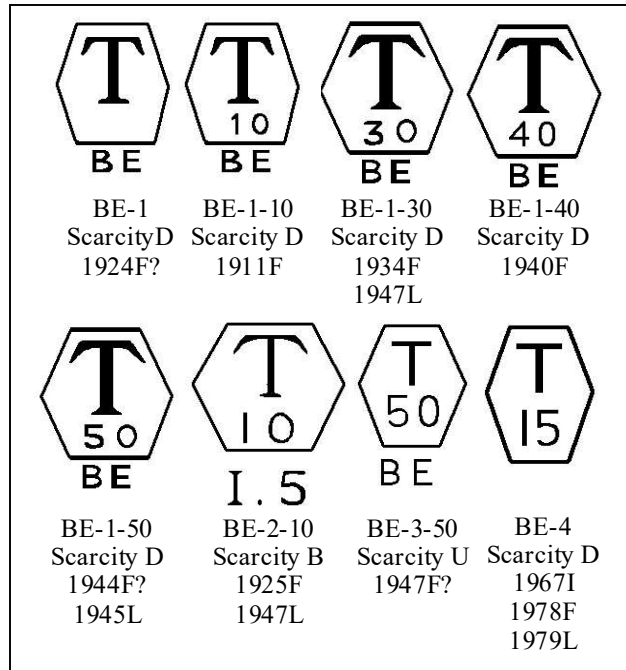 T
BE
BE-1
ScarcityD
1924F?
T
10
BE
BE-1-10
Scarcity D
1911F
T
30
BE
BE-1-30
Scarcity D
1934F
1947L
T
40
BE
BE-1-40
Scarcity D
1940F
T
50
BE
BE-1-50
Scarcity D
1944F?
1945L
T
10
I.5
BE-2-10
Scarcity B
1925F
1947L
T
50
BE
BE-3-50
Scarcity U
1947F?
T
15
BE-4
Scarcity D
1967I
1978F
1979L